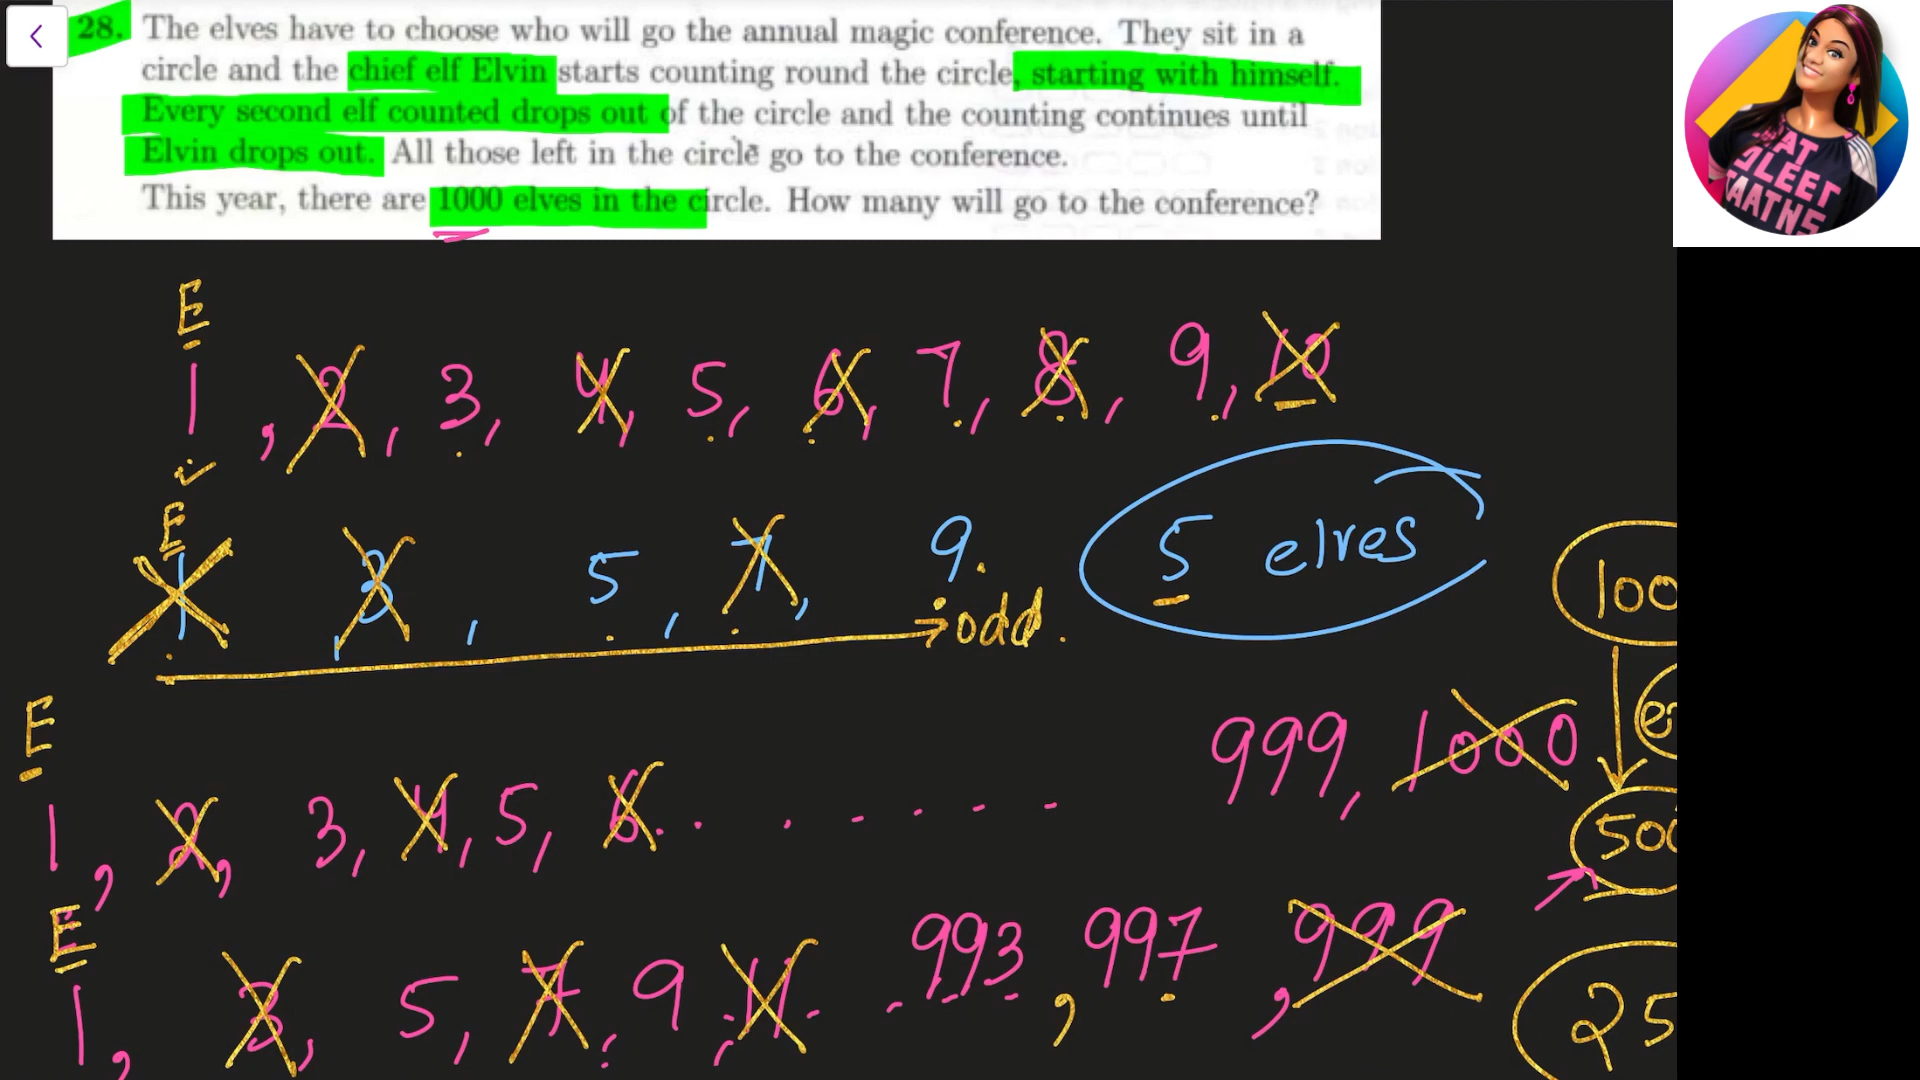 28. The elves have to choose who will go the annual magic conference. They sit in a
circle and the chief elf Elvin starts counting round the circle, starting with himself.
Every second elf counted drops out of the circle and the counting continues until
Elvin drops out. All those left in the circle go to the conference.
This year, there are 1000 elves in the circle. How many will go to the conference?
EAT
SLEEP
MATHS
E
1, 2, 3, 4, 5, 6, 7, 8, 9, 10
E
1, 3, 5, 7, 9.
5 elves
→ odd.
100
E
999, 1000
1, 2, 3, 4, 5, 6 . . . . . .
500
E
1, 3, 5, 7, 9, 11 . . 993, 997, 999
25